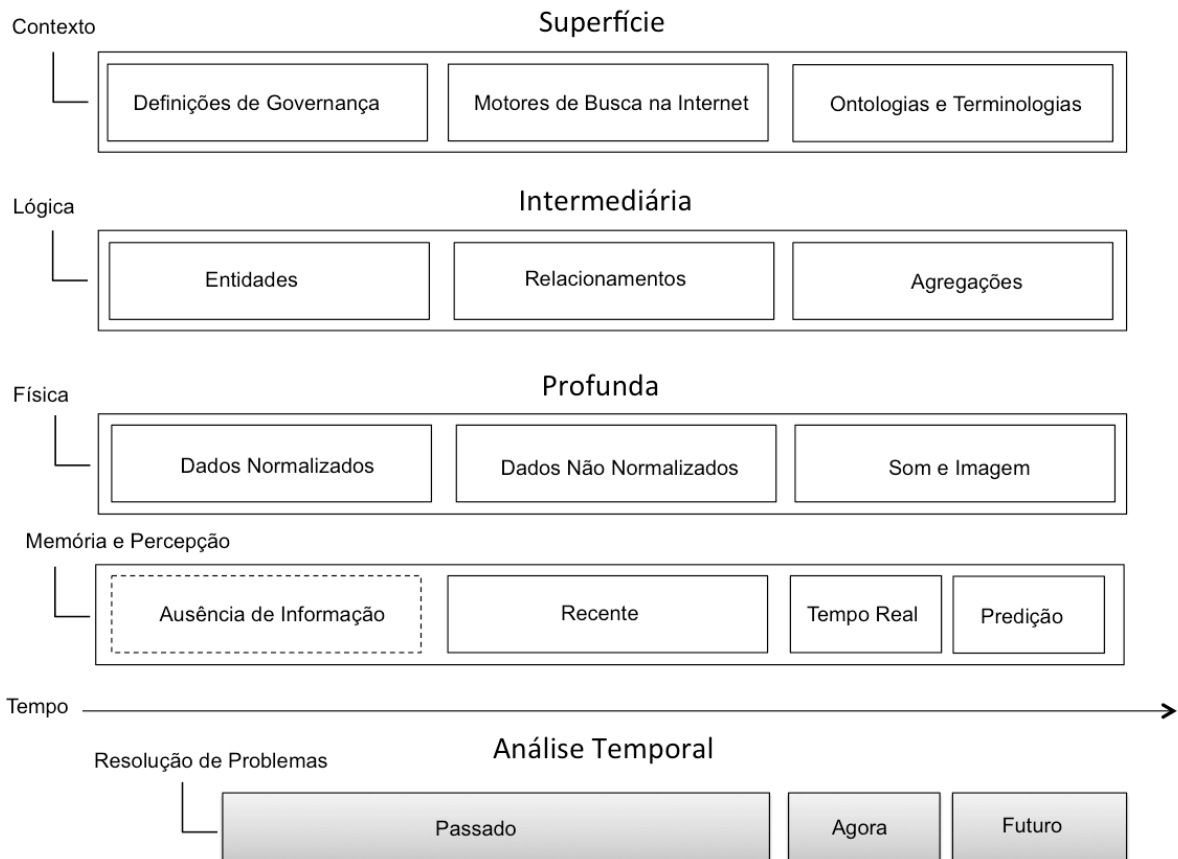 Superfície
Contexto
Definições de Governança
Motores de Busca na Internet
Ontologias e Terminologias
Intermediária
Lógica
Entidades
Relacionamentos
Agregações
Profunda
Física
Dados Normalizados
Dados Não Normalizados
Som e Imagem
Memória e Percepção
Ausência de Informação
Recente
Tempo Real
Predição
Tempo
Análise Temporal
Resolução de Problemas
Passado
Agora
Futuro